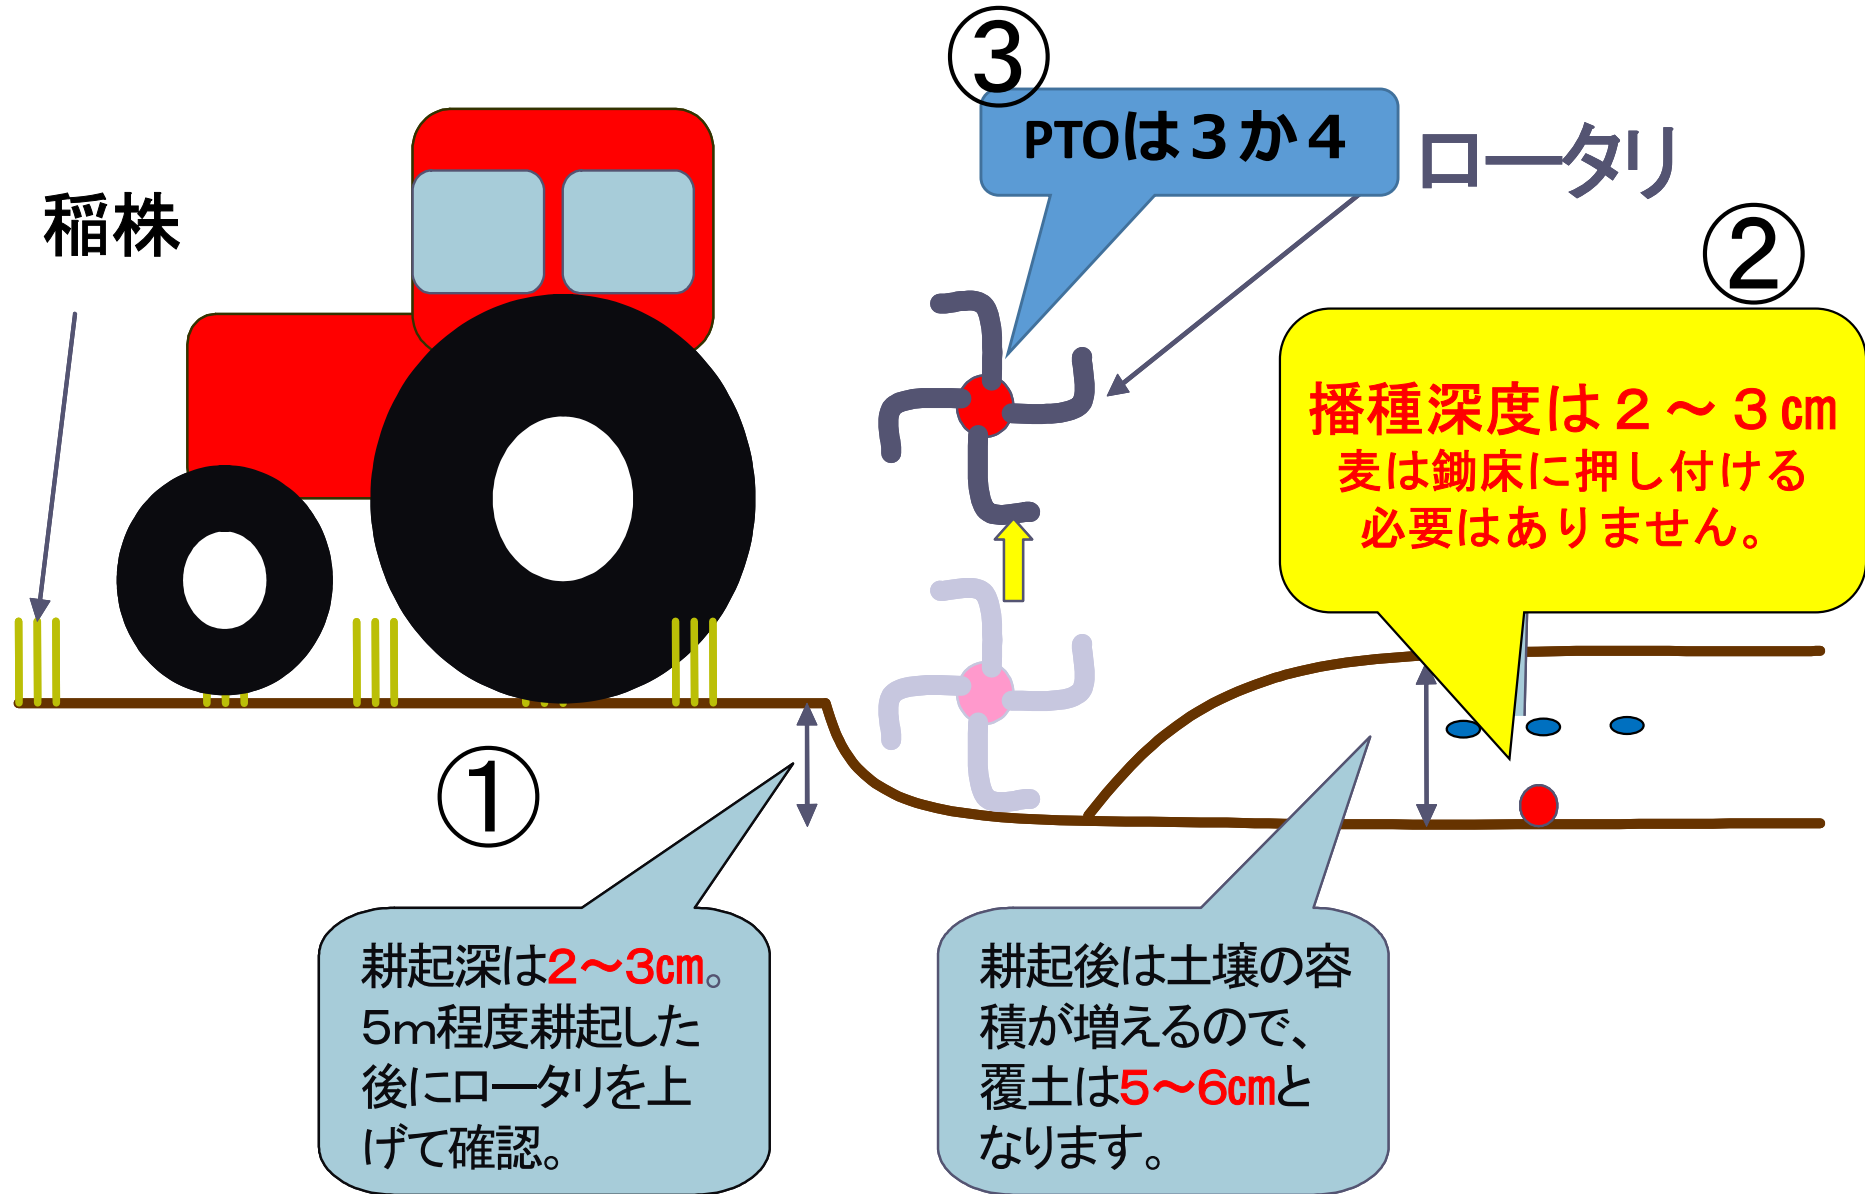 ③
PTOは３か４
ロータリ
稲株
②
播種深度は２～３㎝
麦は鋤床に押し付ける
必要はありません。
①
耕起深は2～3㎝。
5ｍ程度耕起した
後にロータリを上
げて確認。
耕起後は土壌の容
積が増えるので、
覆土は5～6㎝と
なります。